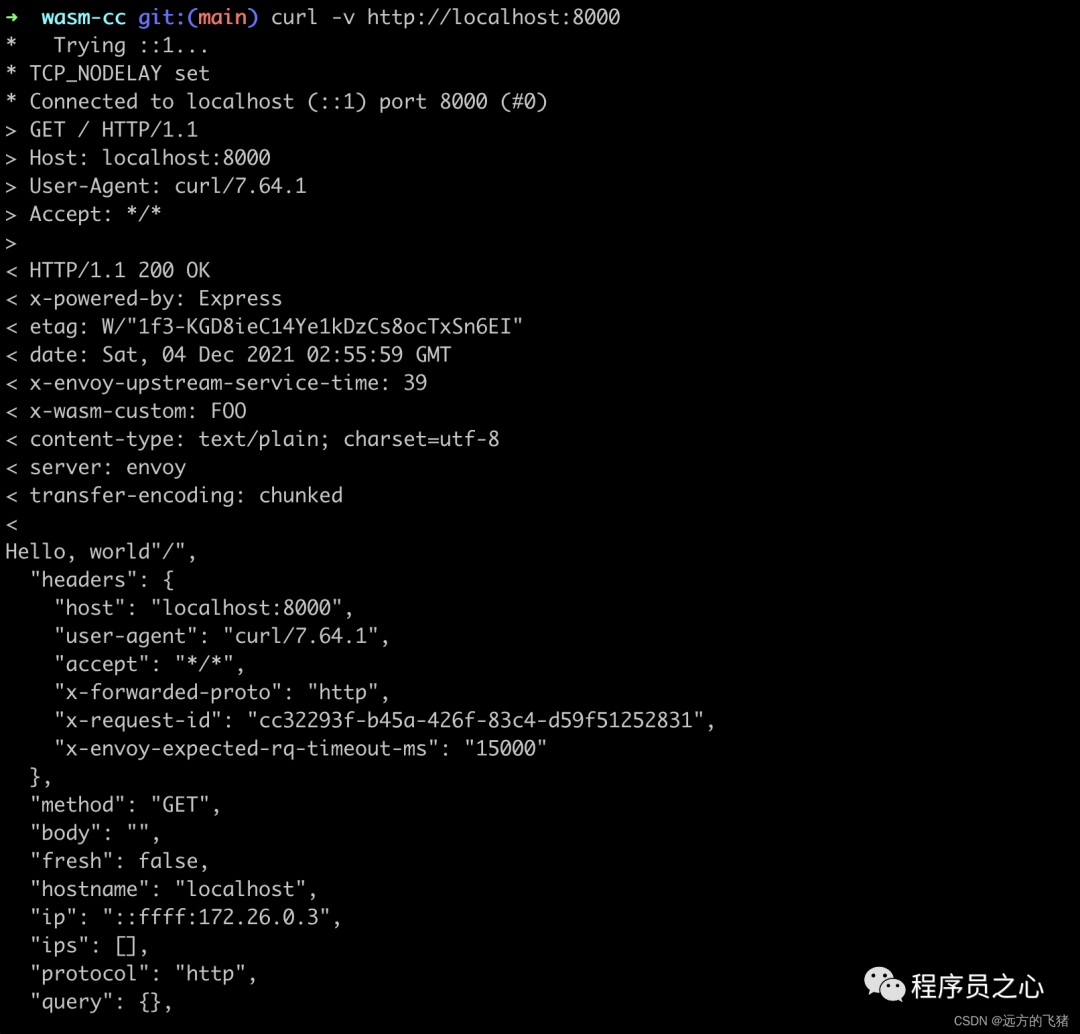 ➜  wasm-cc git:(main) curl -v http://localhost:8000
*   Trying ::1...
* TCP_NODELAY set
* Connected to localhost (::1) port 8000 (#0)
> GET / HTTP/1.1
> Host: localhost:8000
> User-Agent: curl/7.64.1
> Accept: */*
>
< HTTP/1.1 200 OK
< x-powered-by: Express
< etag: W/"1f3-KGD8ieC14Ye1kDzCs8ocTxSn6EI"
< date: Sat, 04 Dec 2021 02:55:59 GMT
< x-envoy-upstream-service-time: 39
< x-wasm-custom: FOO
< content-type: text/plain; charset=utf-8
< server: envoy
< transfer-encoding: chunked
<
Hello, world"/",
  "headers": {
    "host": "localhost:8000",
    "user-agent": "curl/7.64.1",
    "accept": "*/*",
    "x-forwarded-proto": "http",
    "x-request-id": "cc32293f-b45a-426f-83c4-d59f51252831",
    "x-envoy-expected-rq-timeout-ms": "15000"
  },
  "method": "GET",
  "body": "",
  "fresh": false,
  "hostname": "localhost",
  "ip": "::ffff:172.26.0.3",
  "ips": [],
  "protocol": "http",
  "query": {},
程序员之心
CSDN @远方的飞猪